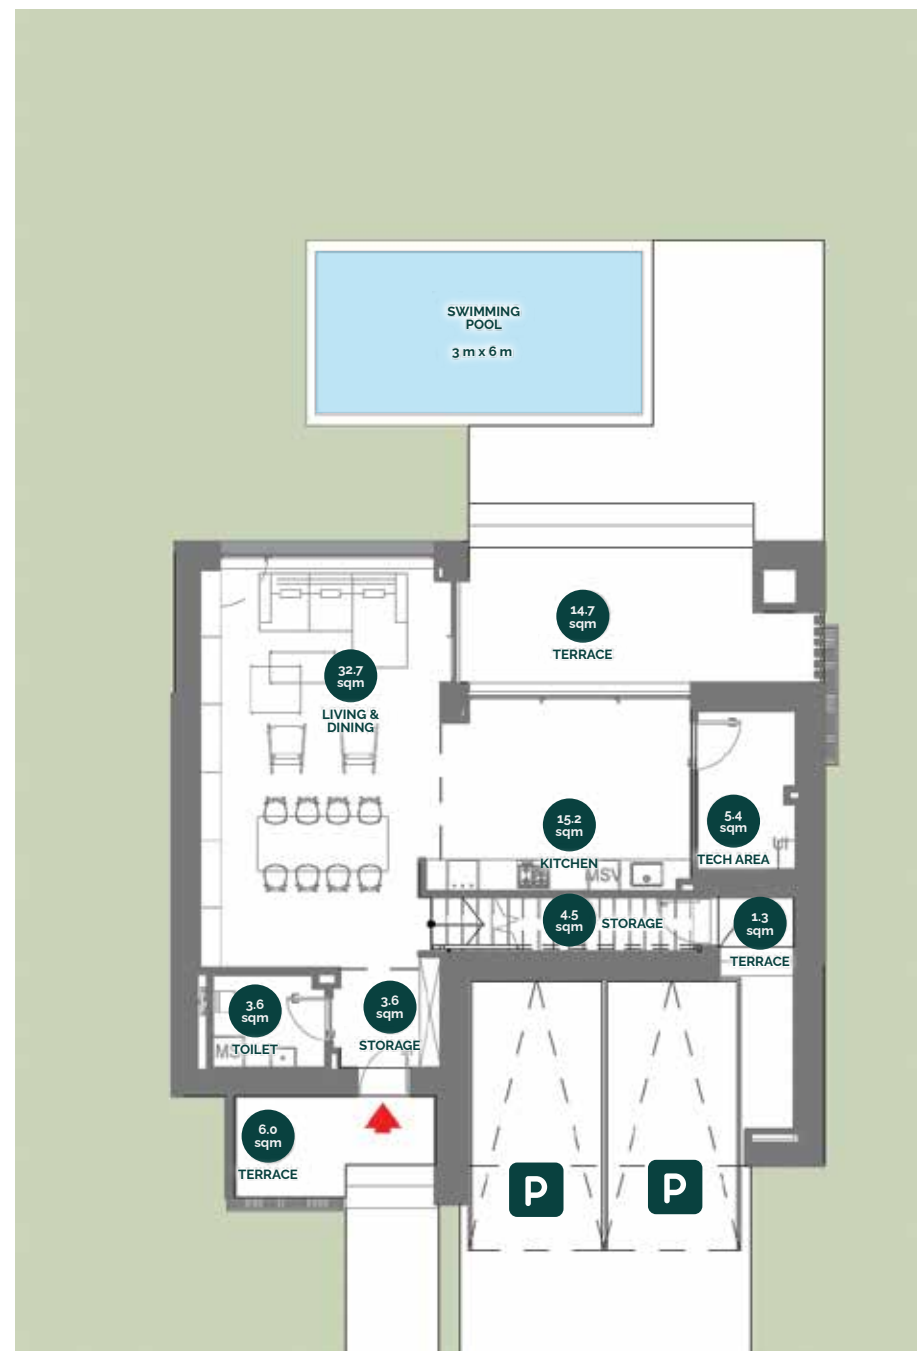 SWIMMING
POOL
3 m x 6 m
14.7
sqm
TERRACE
32.7
sqm
LIVING &
DINING
15.2
sqm
KITCHEN
MSV
5.4
sqm
TECH AREA
4.5
sqm
STORAGE
1.3
sqm
TERRACE
3.6
sqm
TOILET
3.6
sqm
STORAGE
6.0
sqm
TERRACE
P
P